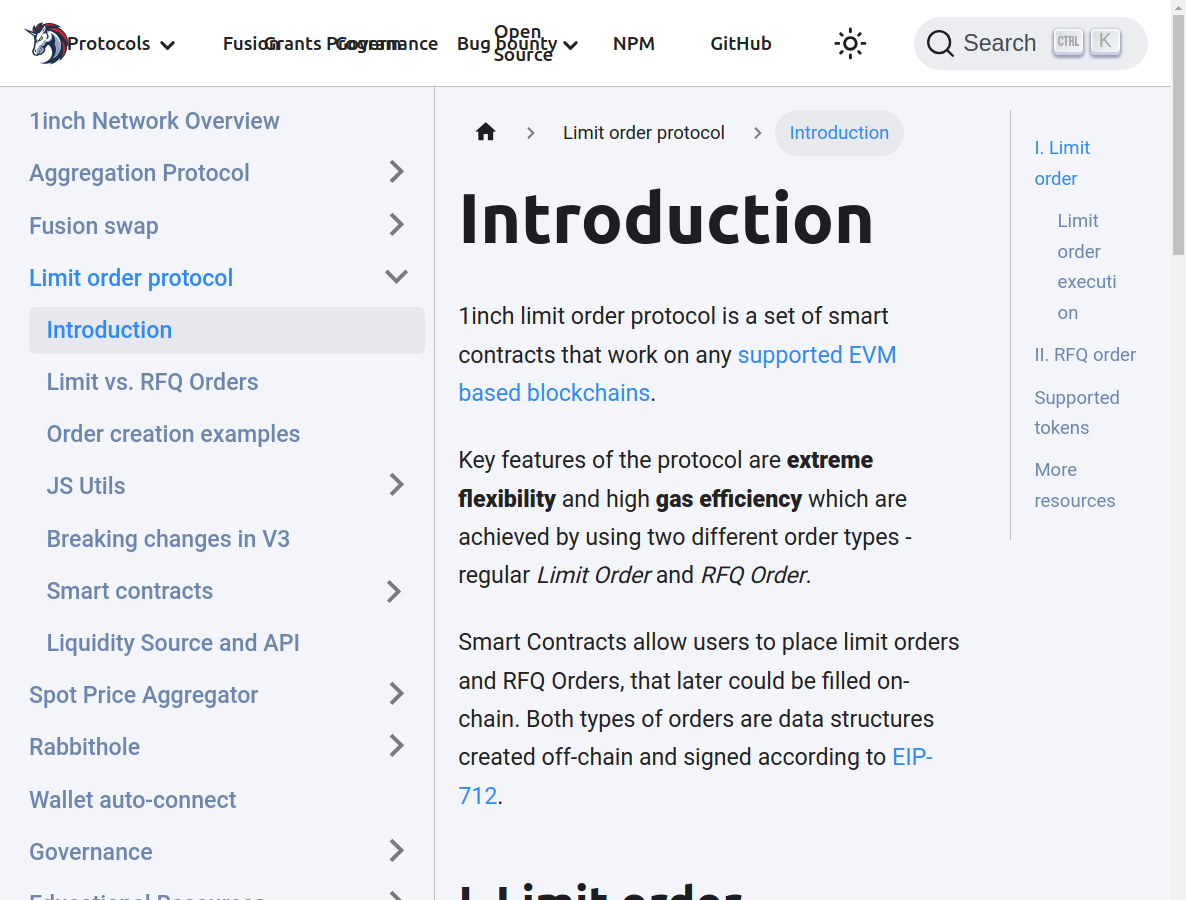 Protocols
Fusion
Grants Program
Governance
Bug bounty
Open
Source
NPM
GitHub
Search
CTRL
K
1inch Network Overview
Aggregation Protocol
Fusion swap
Limit order protocol
Introduction
Limit vs. RFQ Orders
Order creation examples
JS Utils
Breaking changes in V3
Smart contracts
Liquidity Source and API
Spot Price Aggregator
Rabbithole
Wallet auto-connect
Governance
Educational Resources
Limit order protocol
Introduction
Introduction
1inch limit order protocol is a set of smart
contracts that work on any supported EVM
based blockchains.
Key features of the protocol are extreme
flexibility and high gas efficiency which are
achieved by using two different order types -
regular Limit Order and RFQ Order.
Smart Contracts allow users to place limit orders
and RFQ Orders, that later could be filled on-
chain. Both types of orders are data structures
created off-chain and signed according to EIP-
712.
I. Limit order
I. Limit
order
Limit
order
executi
on
II. RFQ order
Supported
tokens
More
resources